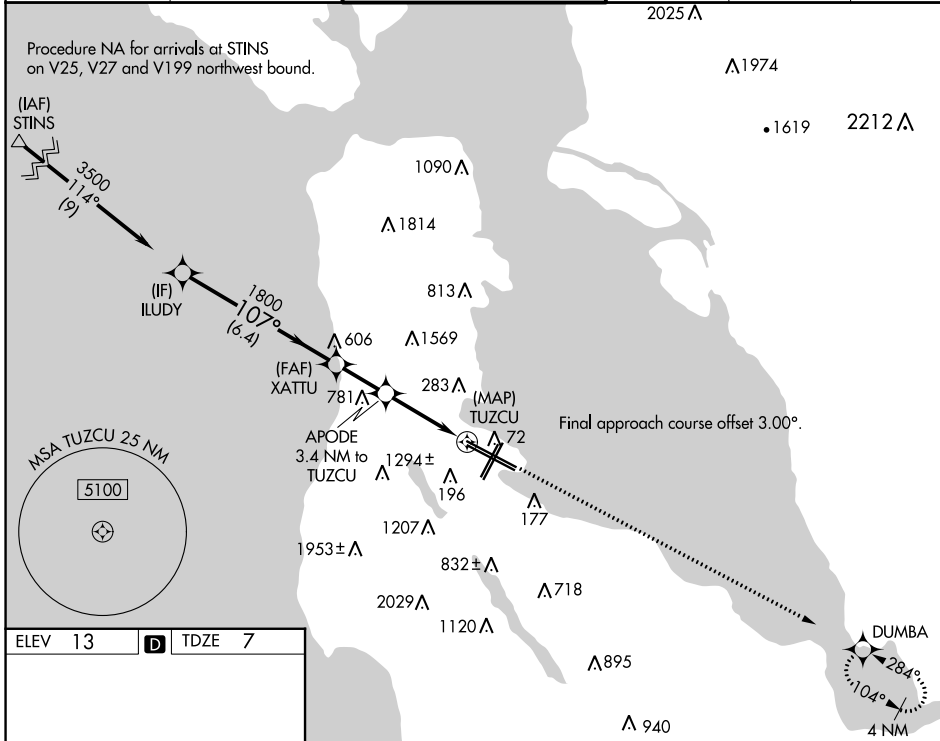 2025
Procedure NA for arrivals at STINS
on V25, V27 and V199 northwest bound.
1974
(IAF)
STINS
1619
2212
3500
114°
(9)
1090
1814
(IF)
ILUDY
1800
107°
(6.4)
813
606
1569
(FAF)
XATTU
781
283
(MAP)
TUZCU
72
Final approach course offset 3.00°.
APODE
3.4 NM to
TUZCU
1294±
196
177
MSA TUZCU 25 NM
5100
1207
1953±
832±
718
2029
1120
895
940
DUMBA
284°
104°
4 NM
ELEV 13 D TDZE 7